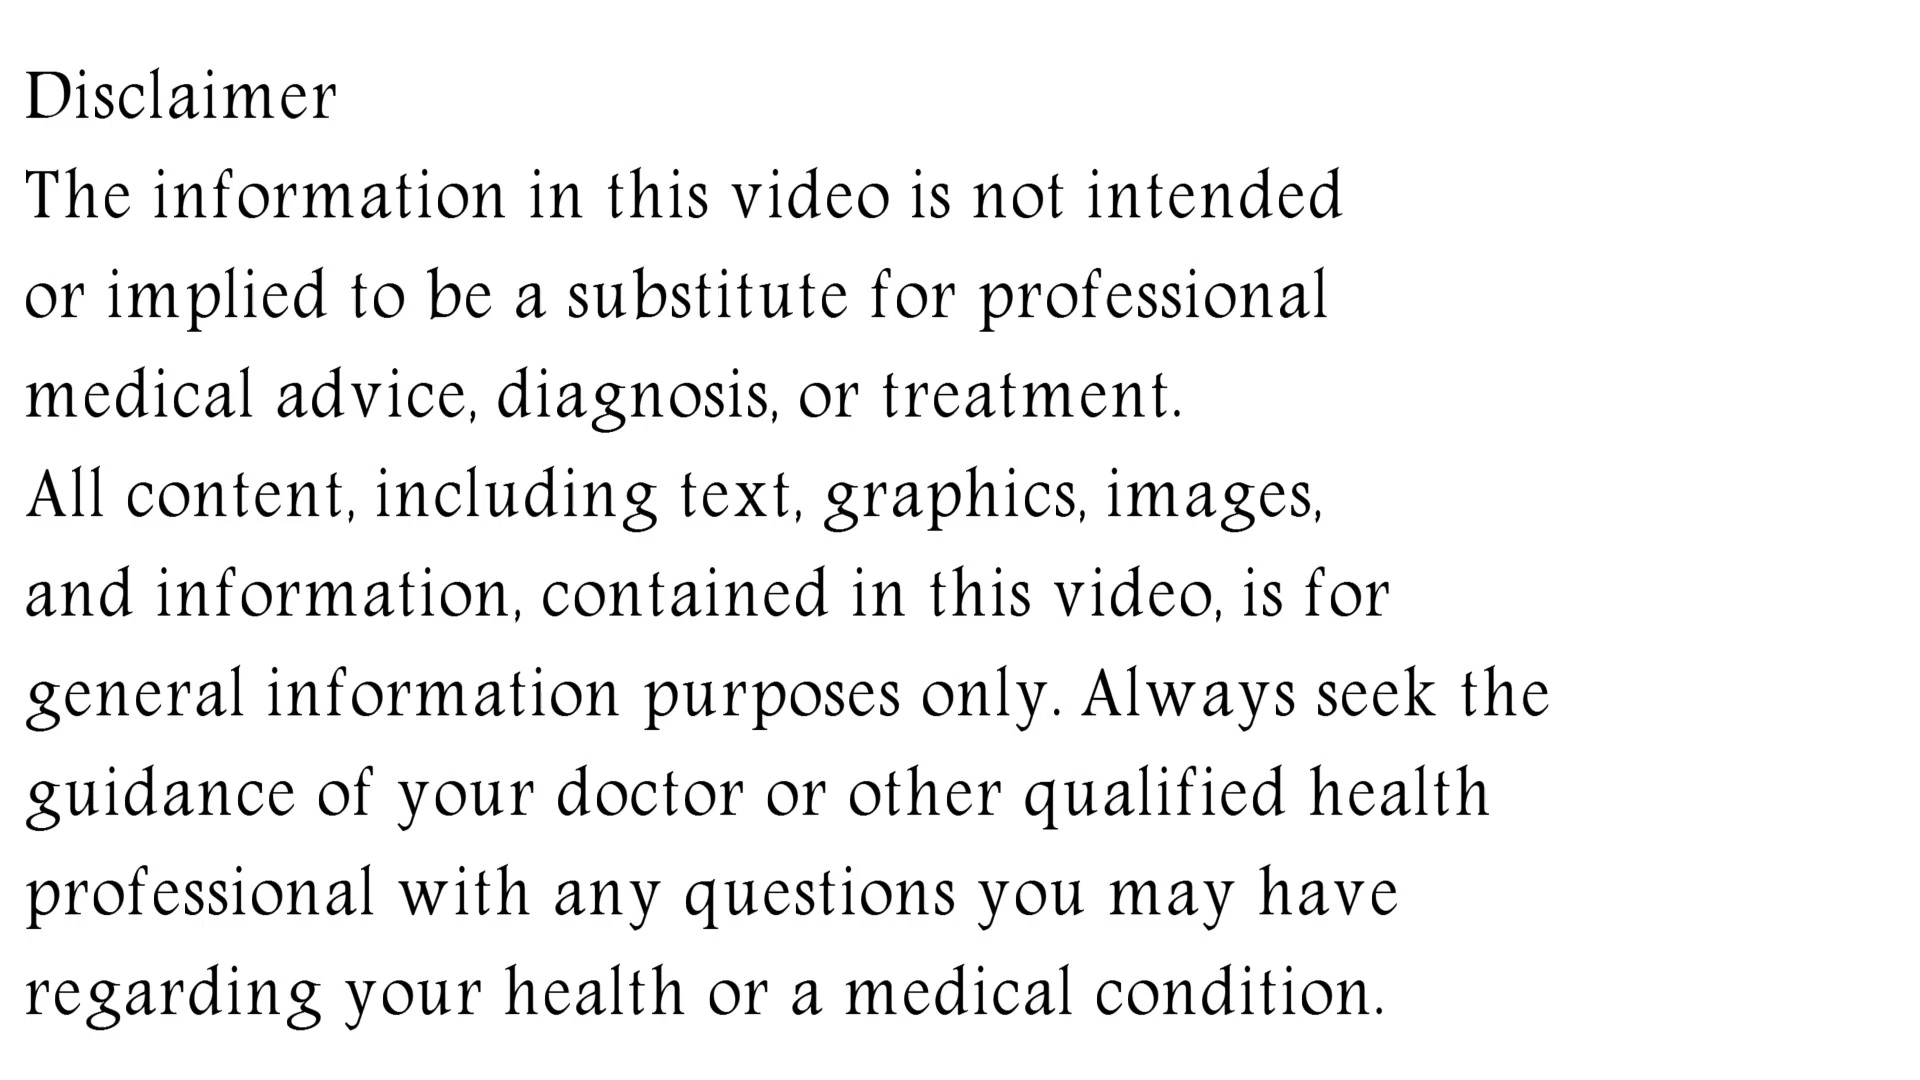 Disclaimer
The information in this video is not intended
or implied to be a substitute for professional
medical advice, diagnosis, or treatment.
All content, including text, graphics, images,
and information, contained in this video, is for
general information purposes only. Always seek the
guidance of your doctor or other qualified health
professional with any questions you may have
regarding your health or a medical condition.